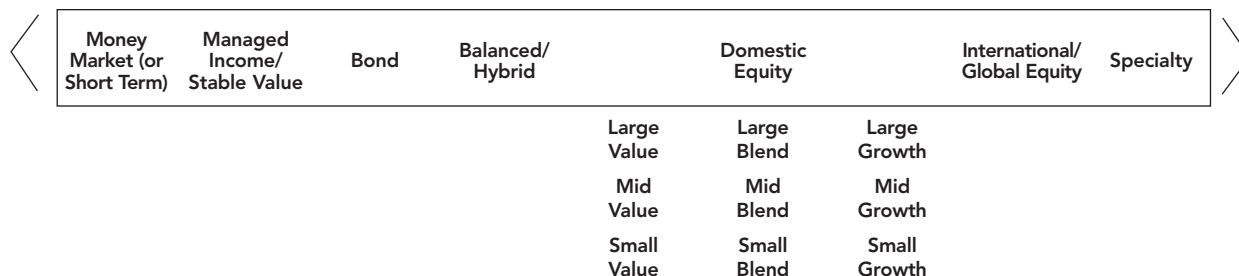 Money
Market (or
Short Term)
Managed
Income/
Stable Value
Bond
Balanced/
Hybrid
Domestic
Equity
International/
Global Equity
Specialty
Large
Value
Large
Blend
Large
Growth
Mid
Value
Mid
Blend
Mid
Growth
Small
Value
Small
Blend
Small
Growth